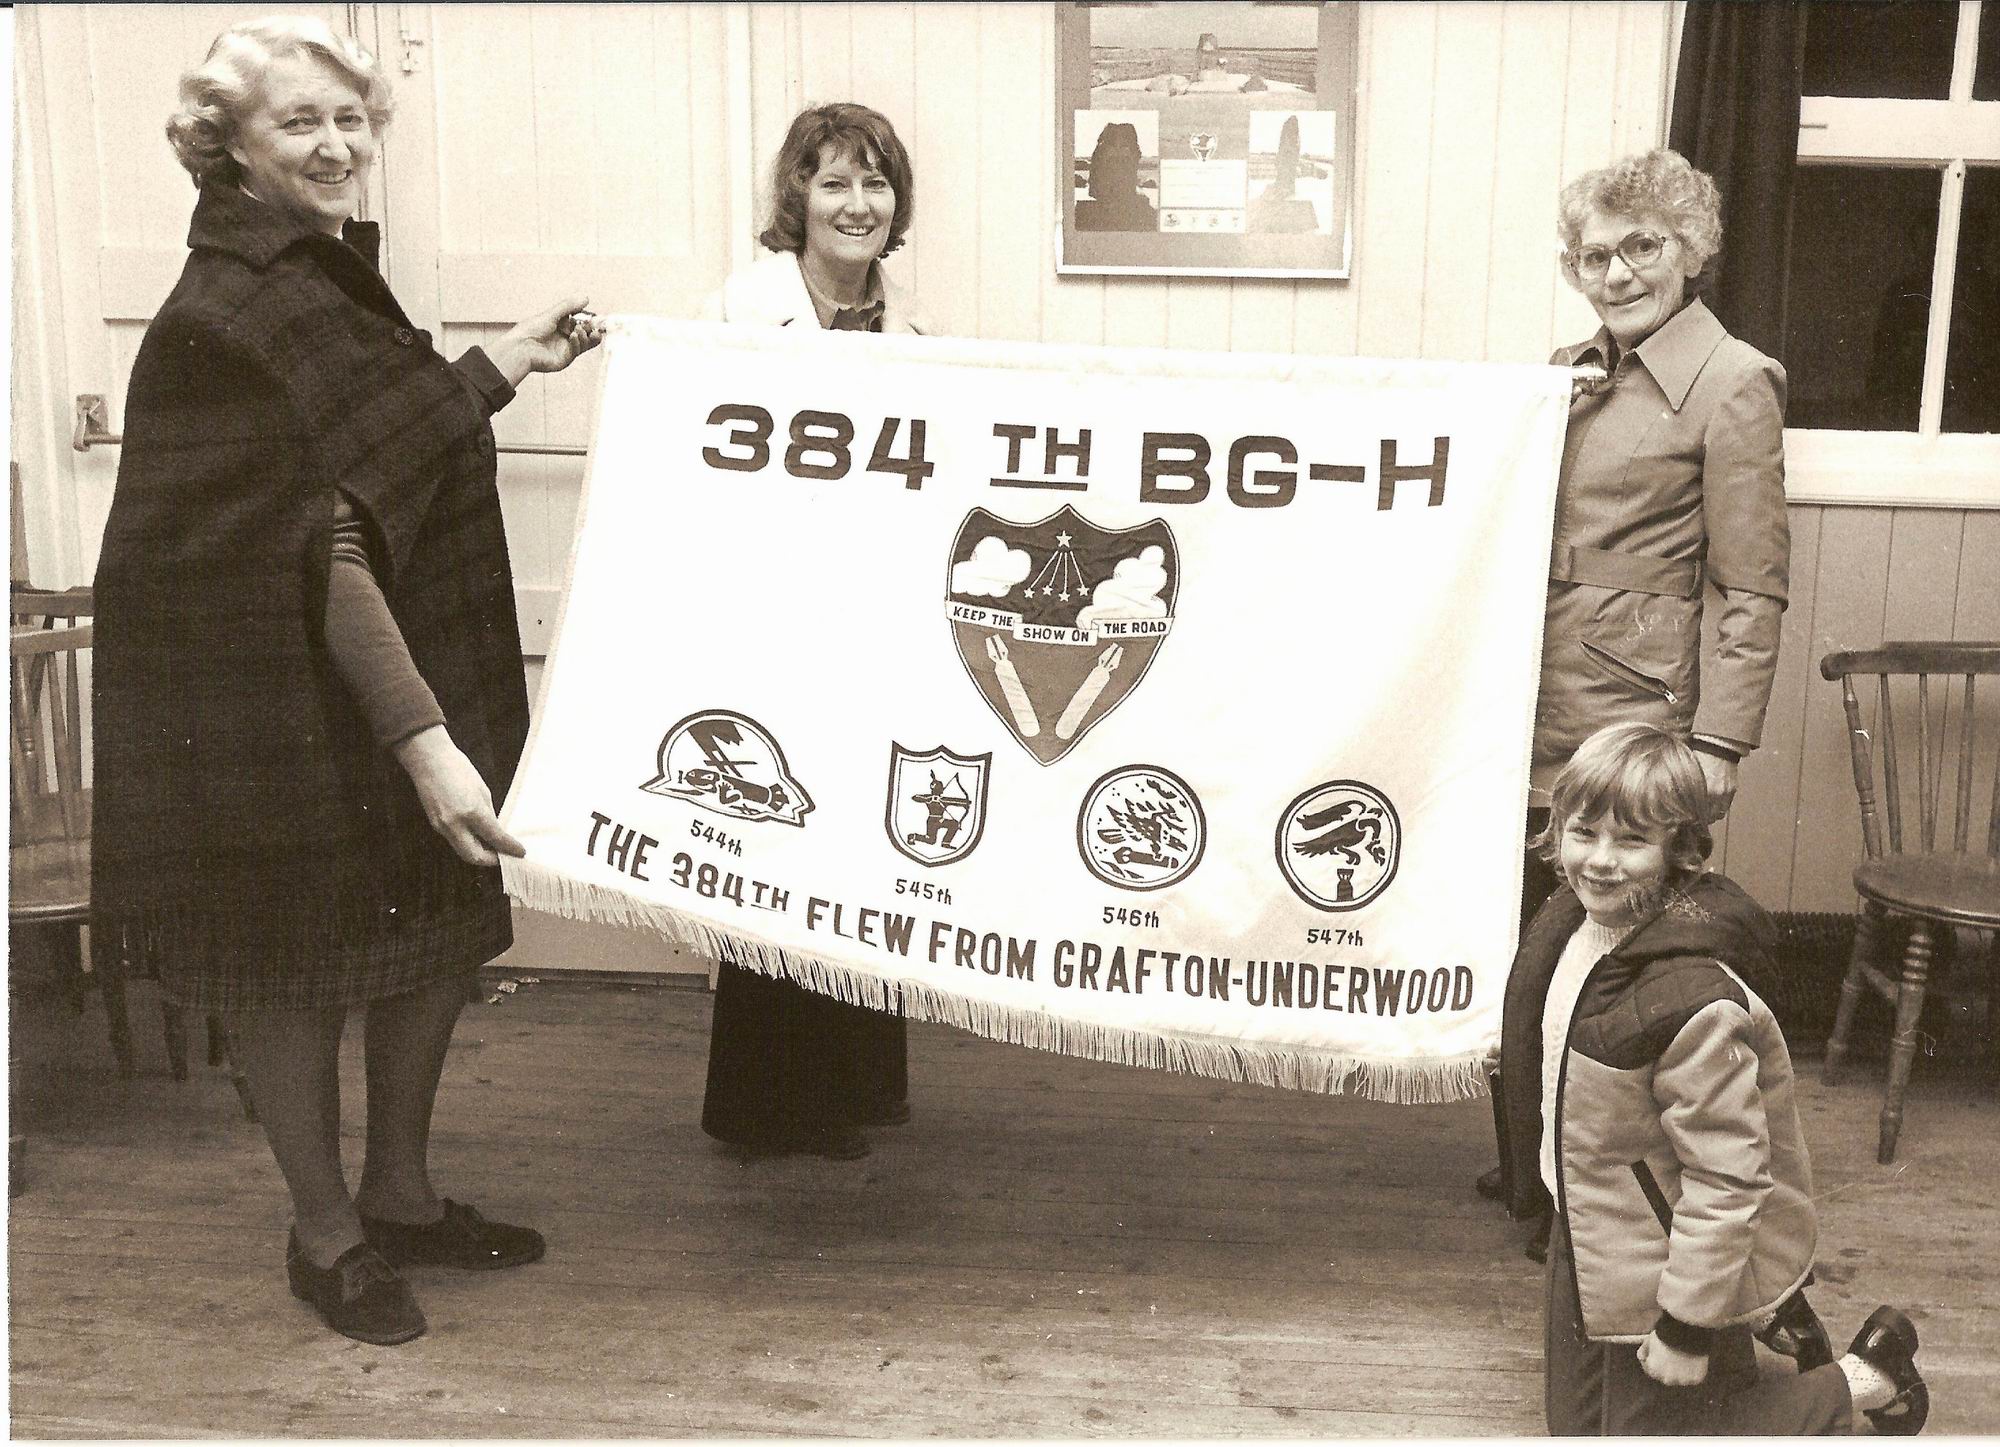 384 TH BG-H
KEEP THE SHOW ON THE ROAD
544th
545th
546th
547th
THE 384TH FLEW FROM GRAFTON-UNDERWOOD